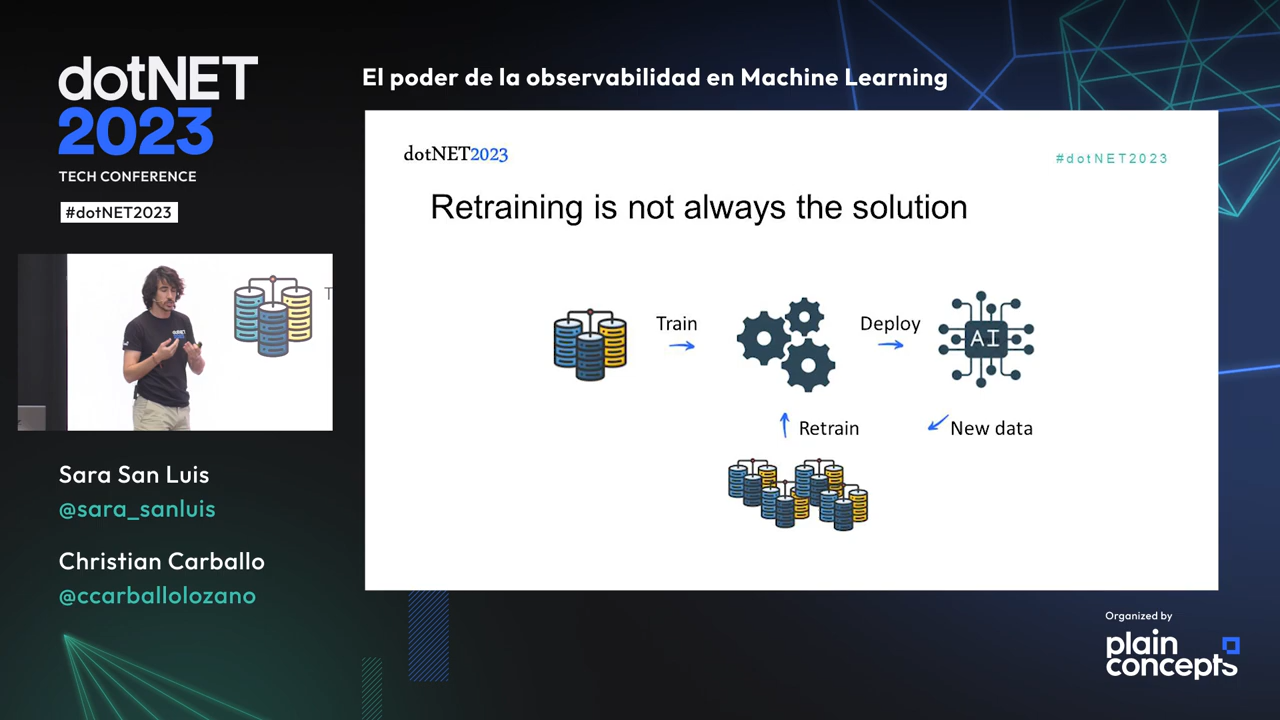 dotNET
2023
TECH CONFERENCE
#dotNET2023
El poder de la observabilidad en Machine Learning
dotNET2023
#dotNET2023
Retraining is not always the solution
Train
Deploy
AI
Retrain
New data
T
Sara San Luis
@sara_sanluis
Christian Carballo
@ccarballolozano
Organized by
plain
concepts